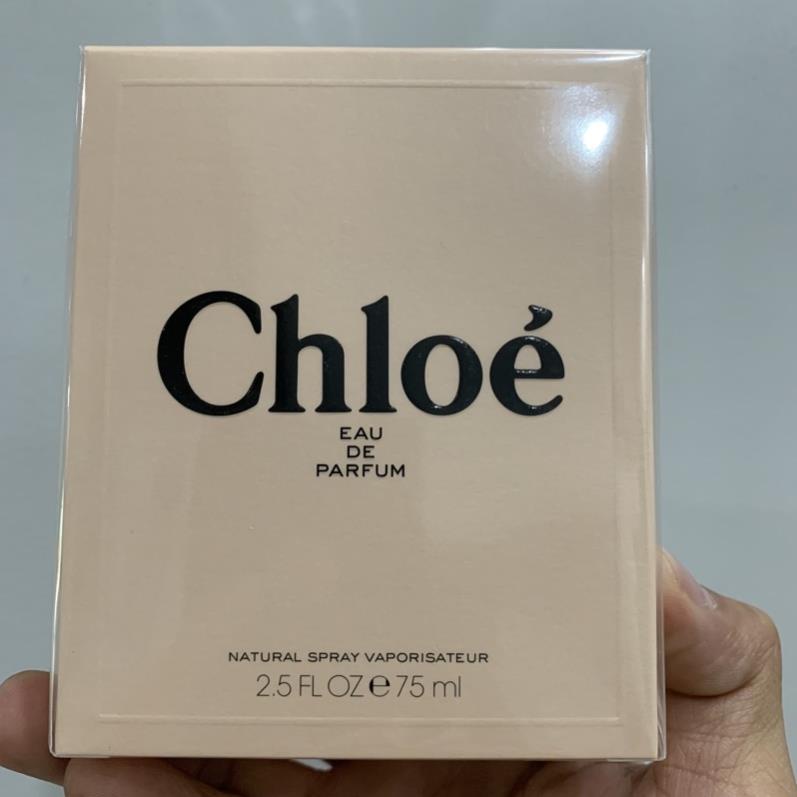 Chloé
EAU
DE
PARFUM
NATURAL SPRAY VAPORISATEUR
2.5 FL OZ ℮ 75 ml